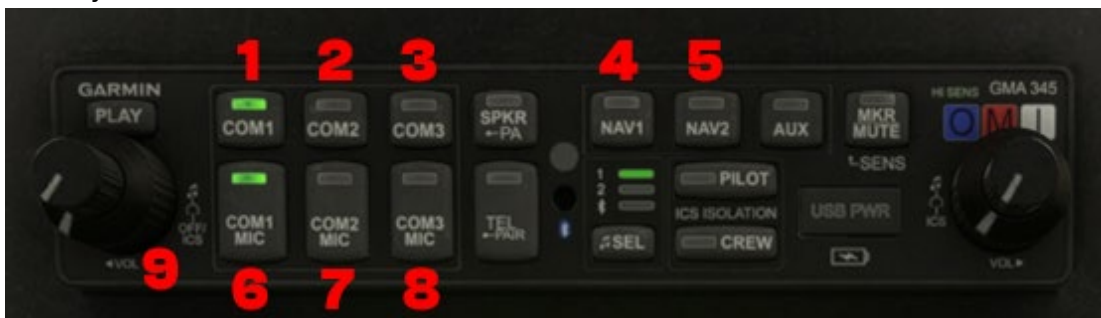 1 2 3 4 5
GARMIN
PLAY
COM1 COM2 COM3 SPKR ←PA NAV1 NAV2 AUX MKR MUTE HI SENS GMA 345
O M I
↳SENS
1 PILOT
2
ICS ISOLATION USB PWR
COM1 MIC COM2 MIC COM3 MIC TEL ←PAIR
♫SEL CREW
OFF/ICS ICS
◄VOL VOL►
9 6 7 8